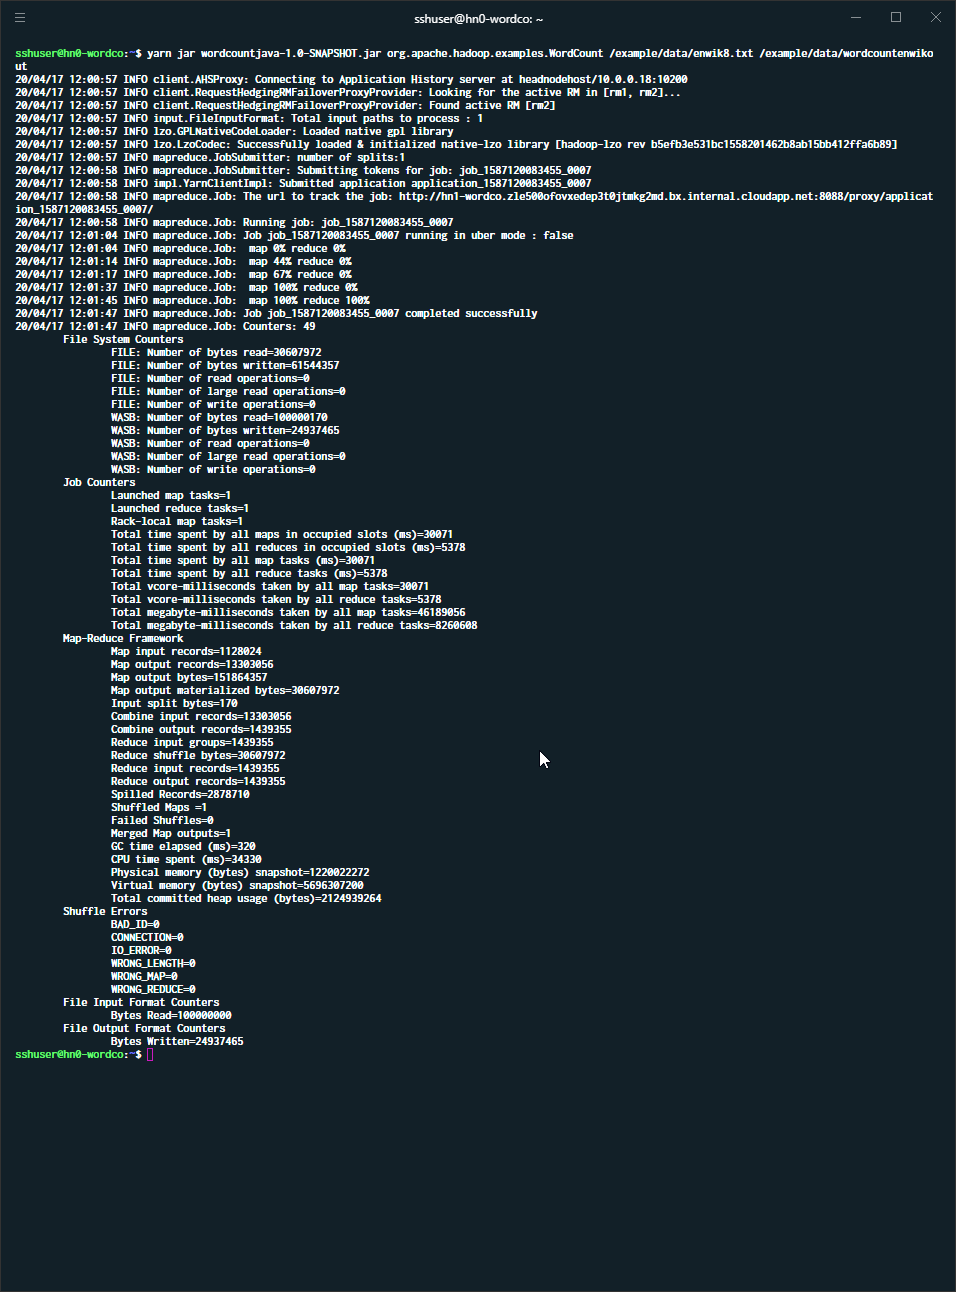 sshuser@hn0-wordco: ~
sshuser@hn0-wordco:~$ yarn jar wordcountjava-1.0-SNAPSHOT.jar org.apache.hadoop.examples.WordCount /example/data/enwik8.txt /example/data/wordcountenwiko
ut
20/04/17 12:00:57 INFO client.AHSProxy: Connecting to Application History server at headnodehost/10.0.0.18:10200
20/04/17 12:00:57 INFO client.RequestHedgingRMFailoverProxyProvider: Looking for the active RM in [rm1, rm2]...
20/04/17 12:00:57 INFO client.RequestHedgingRMFailoverProxyProvider: Found active RM [rm2]
20/04/17 12:00:57 INFO input.FileInputFormat: Total input paths to process : 1
20/04/17 12:00:57 INFO lzo.GPLNativeCodeLoader: Loaded native gpl library
20/04/17 12:00:57 INFO lzo.LzoCodec: Successfully loaded & initialized native-lzo library [hadoop-lzo rev b5efb3e531bc1558201462b8ab15bb412ffa6b89]
20/04/17 12:00:57 INFO mapreduce.JobSubmitter: number of splits:1
20/04/17 12:00:58 INFO mapreduce.JobSubmitter: Submitting tokens for job: job_1587120083455_0007
20/04/17 12:00:58 INFO impl.YarnClientImpl: Submitted application application_1587120083455_0007
20/04/17 12:00:58 INFO mapreduce.Job: The url to track the job: http://hn1-wordco.zle500ofovxedep3t0jtmkg2md.bx.internal.cloudapp.net:8088/proxy/applicat
ion_1587120083455_0007/
20/04/17 12:00:58 INFO mapreduce.Job: Running job: job_1587120083455_0007
20/04/17 12:01:04 INFO mapreduce.Job: Job job_1587120083455_0007 running in uber mode : false
20/04/17 12:01:04 INFO mapreduce.Job:  map 0% reduce 0%
20/04/17 12:01:14 INFO mapreduce.Job:  map 44% reduce 0%
20/04/17 12:01:17 INFO mapreduce.Job:  map 67% reduce 0%
20/04/17 12:01:37 INFO mapreduce.Job:  map 100% reduce 0%
20/04/17 12:01:45 INFO mapreduce.Job:  map 100% reduce 100%
20/04/17 12:01:47 INFO mapreduce.Job: Job job_1587120083455_0007 completed successfully
20/04/17 12:01:47 INFO mapreduce.Job: Counters: 49
File System Counters
FILE: Number of bytes read=30607972
FILE: Number of bytes written=61544357
FILE: Number of read operations=0
FILE: Number of large read operations=0
FILE: Number of write operations=0
WASB: Number of bytes read=100000170
WASB: Number of bytes written=24937465
WASB: Number of read operations=0
WASB: Number of large read operations=0
WASB: Number of write operations=0
Job Counters
Launched map tasks=1
Launched reduce tasks=1
Rack-local map tasks=1
Total time spent by all maps in occupied slots (ms)=30071
Total time spent by all reduces in occupied slots (ms)=5378
Total time spent by all map tasks (ms)=30071
Total time spent by all reduce tasks (ms)=5378
Total vcore-milliseconds taken by all map tasks=30071
Total vcore-milliseconds taken by all reduce tasks=5378
Total megabyte-milliseconds taken by all map tasks=46189056
Total megabyte-milliseconds taken by all reduce tasks=8260608
Map-Reduce Framework
Map input records=1128024
Map output records=13303056
Map output bytes=151864357
Map output materialized bytes=30607972
Input split bytes=170
Combine input records=13303056
Combine output records=1439355
Reduce input groups=1439355
Reduce shuffle bytes=30607972
Reduce input records=1439355
Reduce output records=1439355
Spilled Records=2878710
Shuffled Maps =1
Failed Shuffles=0
Merged Map outputs=1
GC time elapsed (ms)=320
CPU time spent (ms)=34330
Physical memory (bytes) snapshot=1220022272
Virtual memory (bytes) snapshot=5696307200
Total committed heap usage (bytes)=2124939264
Shuffle Errors
BAD_ID=0
CONNECTION=0
IO_ERROR=0
WRONG_LENGTH=0
WRONG_MAP=0
WRONG_REDUCE=0
File Input Format Counters
Bytes Read=100000000
File Output Format Counters
Bytes Written=24937465
sshuser@hn0-wordco:~$